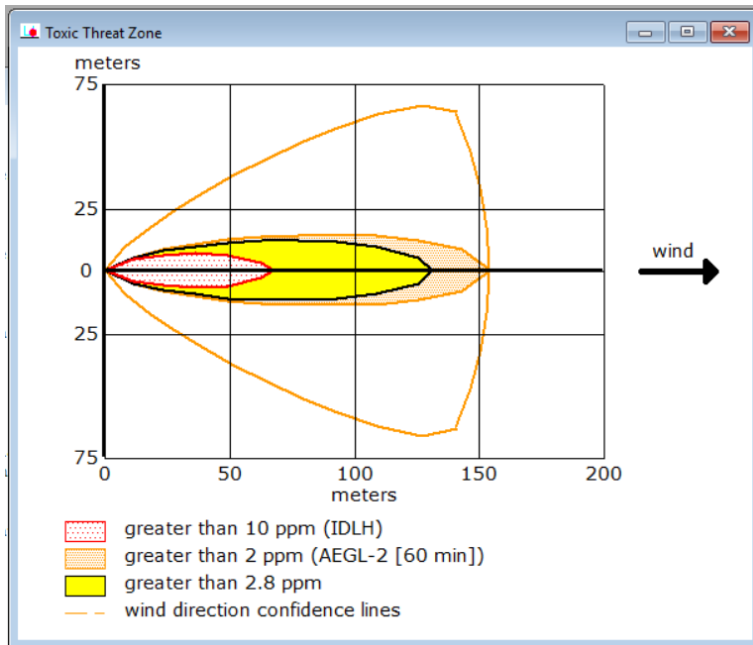 Toxic Threat Zone
meters
75
25
0
25
75
wind
0 50 100 150 200
meters
greater than 10 ppm (IDLH)
greater than 2 ppm (AEGL-2 [60 min])
greater than 2.8 ppm
wind direction confidence lines